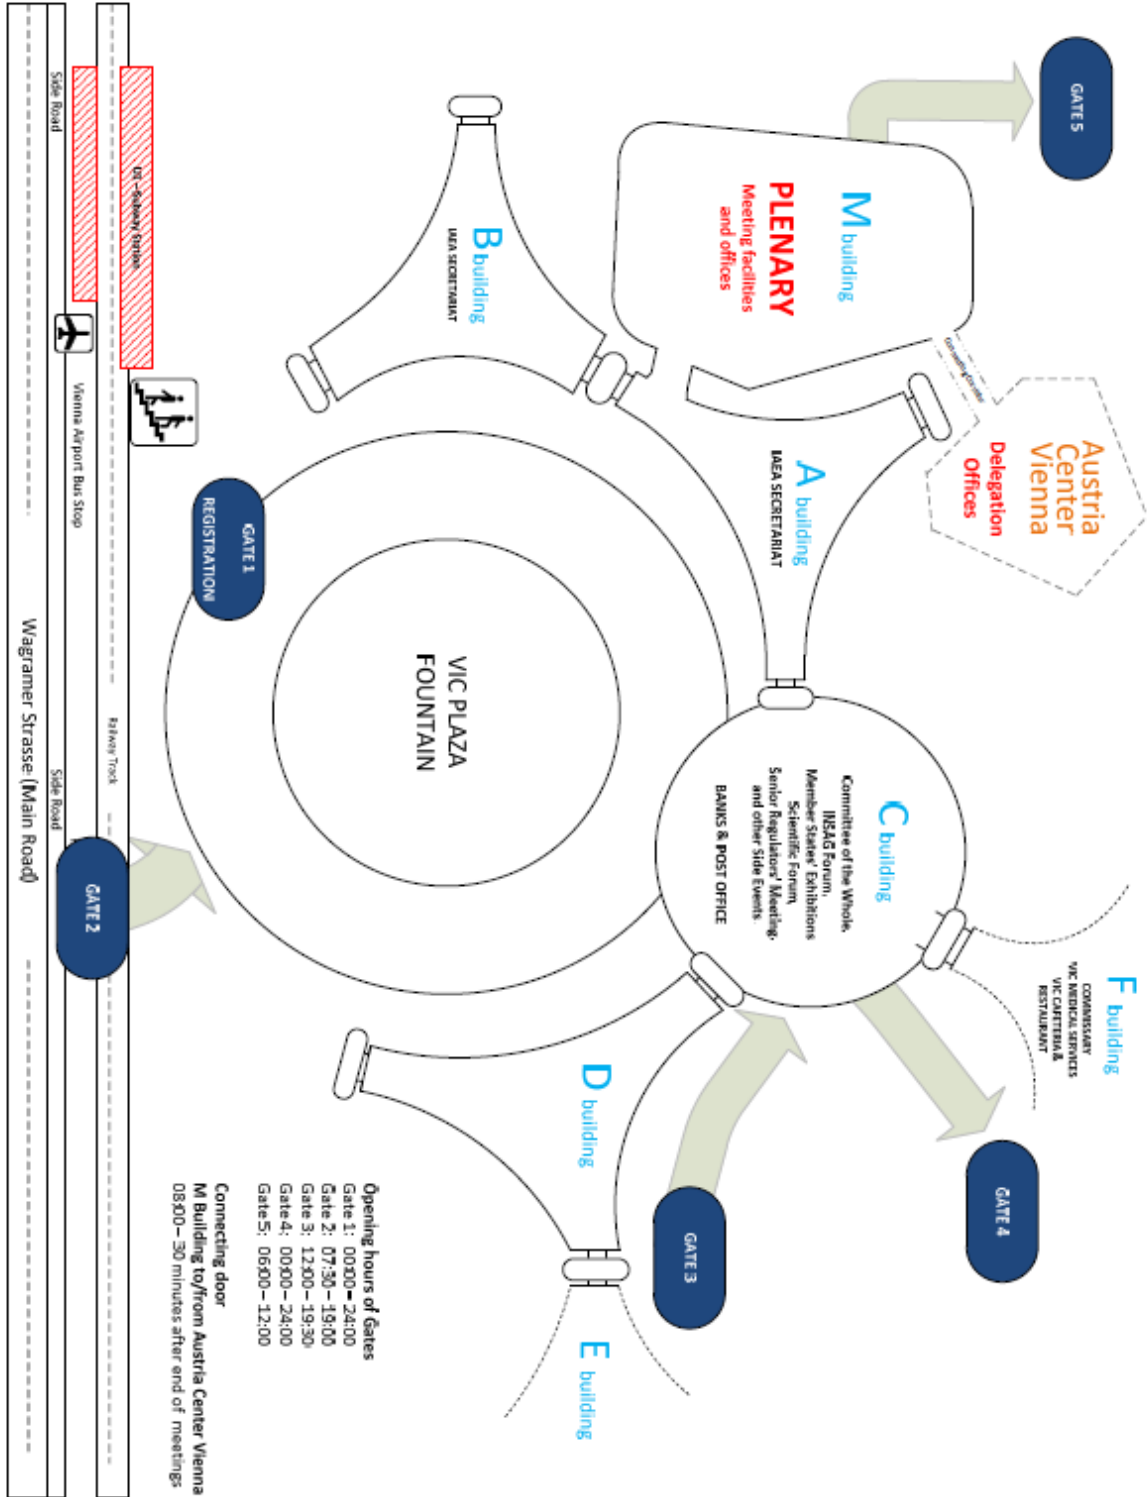 GATE 5
M building
PLENARY
Meeting facilities
and offices
Connecting Corridor
Austria
Center
Vienna
Delegation
Offices
B building
IAEA SECRETARIAT
A building
IAEA SECRETARIAT
C building
Committee of the Whole,
INSAG Forum,
Member States' Exhibitions
Scientific Forum,
Senior Regulators' Meeting,
and other Side Events
BANKS & POST OFFICE
F building
COMMISSARY
VIC MEDICAL SERVICES
VIC CAFETERIA &
RESTAURANT
GATE 4
GATE 3
D building
E building
VIC PLAZA
FOUNTAIN
GATE 1
REGISTRATION
GATE 2
U1 – Subway Station
Vienna Airport Bus Stop
Side Road
Railway Track
Side Road
Wagramer Strasse (Main Road)
Opening hours of Gates
Gate 1: 00:00 – 24:00
Gate 2: 07:30 – 19:00
Gate 3: 12:00 – 19:30
Gate 4: 00:00 – 24:00
Gate 5: 06:00 – 12:00
Connecting door
M Building to/from Austria Center Vienna
08:00 – 30 minutes after end of meetings